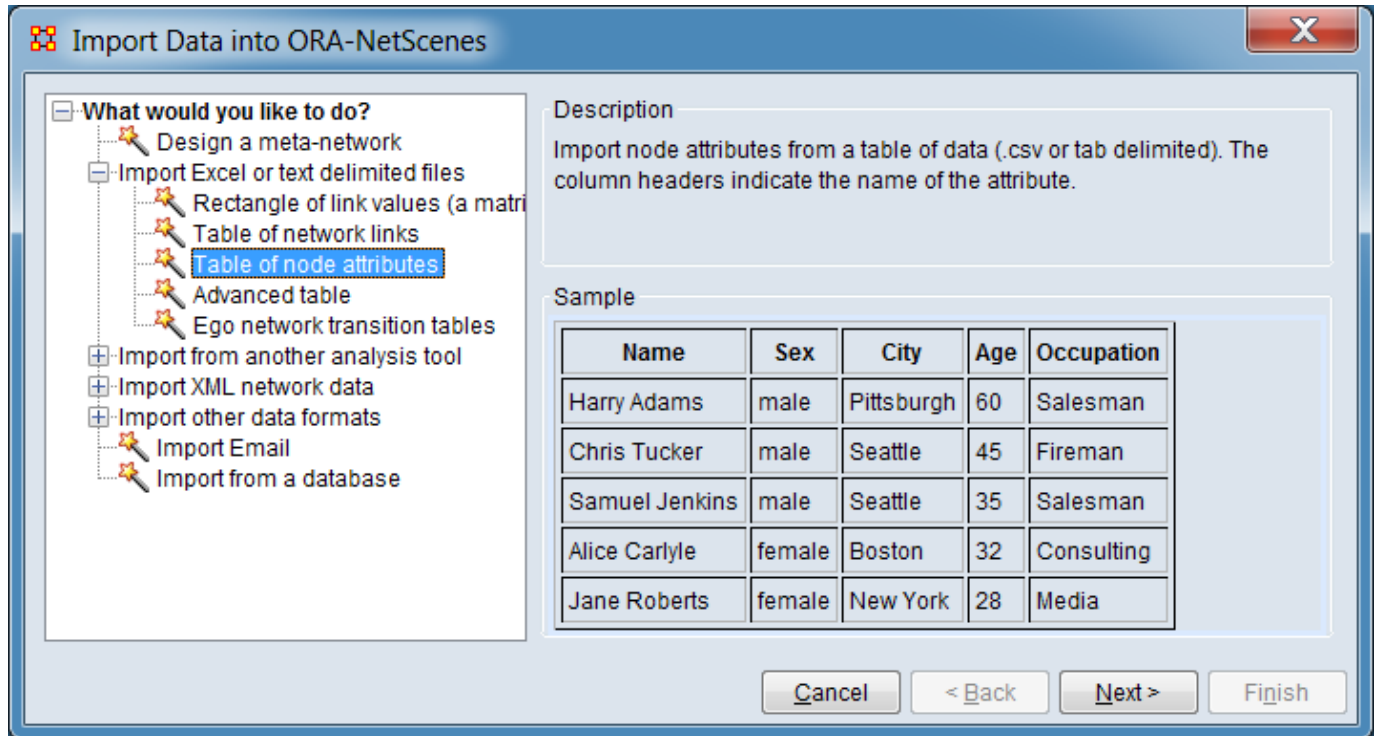 Import Data into ORA-NetScenes
X
What would you like to do?
Design a meta-network
Import Excel or text delimited files
Rectangle of link values (a matri
Table of network links
Table of node attributes
Advanced table
Ego network transition tables
Import from another analysis tool
Import XML network data
Import other data formats
Import Email
Import from a database
Description
Import node attributes from a table of data (.csv or tab delimited). The
column headers indicate the name of the attribute.
Sample
Name Sex City Age Occupation
Harry Adams male Pittsburgh 60 Salesman
Chris Tucker male Seattle 45 Fireman
Samuel Jenkins male Seattle 35 Salesman
Alice Carlyle female Boston 32 Consulting
Jane Roberts female New York 28 Media
Cancel < Back Next > Finish